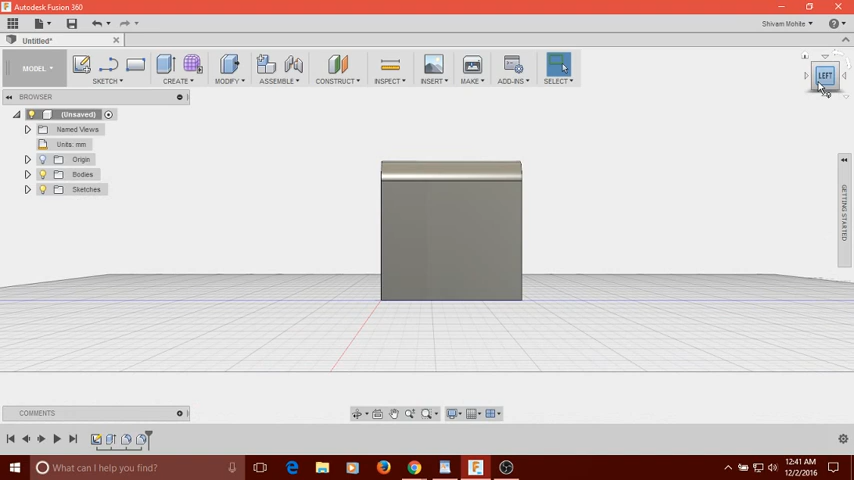 Autodesk Fusion 360
Shivam Mohite
Untitled*
MODEL
SKETCH
CREATE
MODIFY
ASSEMBLE
CONSTRUCT
INSPECT
INSERT
MAKE
ADD-INS
SELECT
LEFT
BROWSER
(Unsaved)
Named Views
Units: mm
Origin
Bodies
Sketches
GETTING STARTED
COMMENTS
What can I help you find?
12:41 AM
12/2/2016